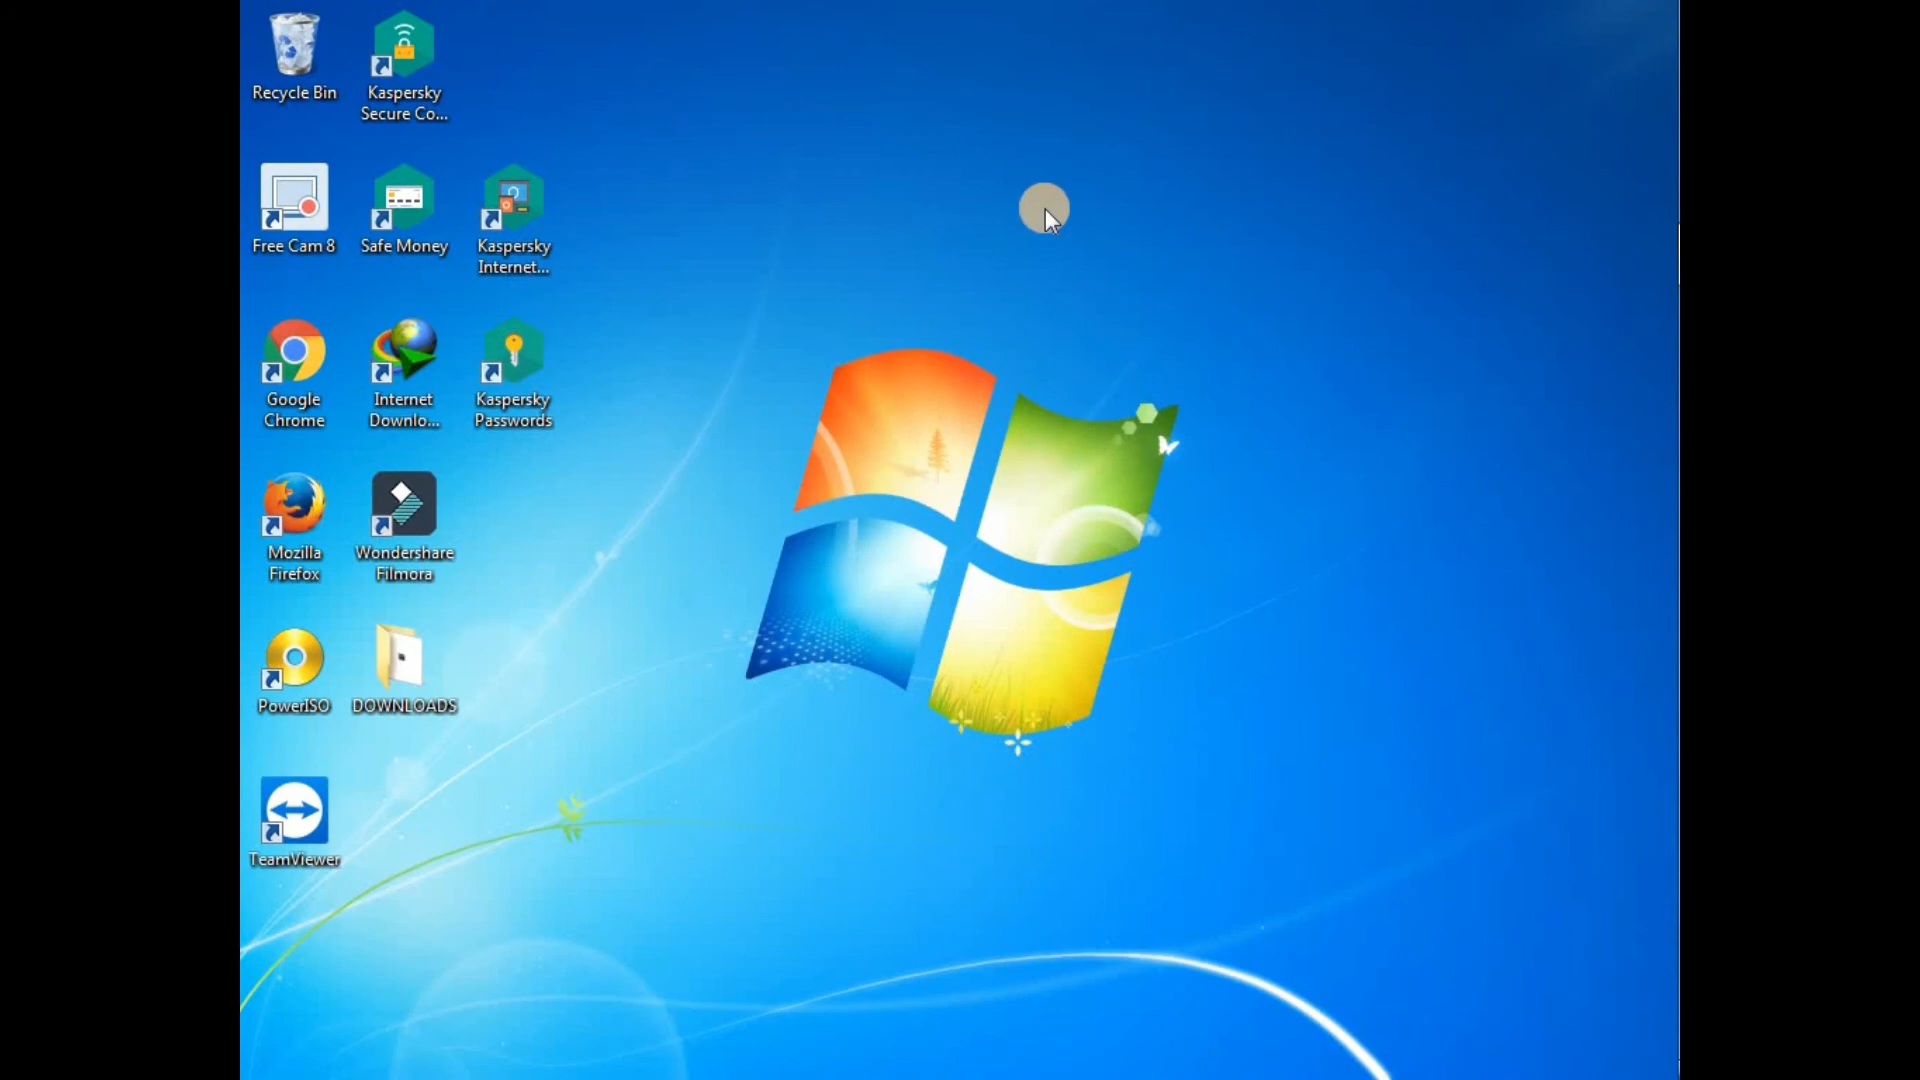 Recycle Bin
Kaspersky
Secure Co...
Free Cam 8
Safe Money
Kaspersky
Internet...
Google
Chrome
Internet
Downlo...
Kaspersky
Passwords
Mozilla
Firefox
Wondershare
Filmora
PowerISO
DOWNLOADS
TeamViewer